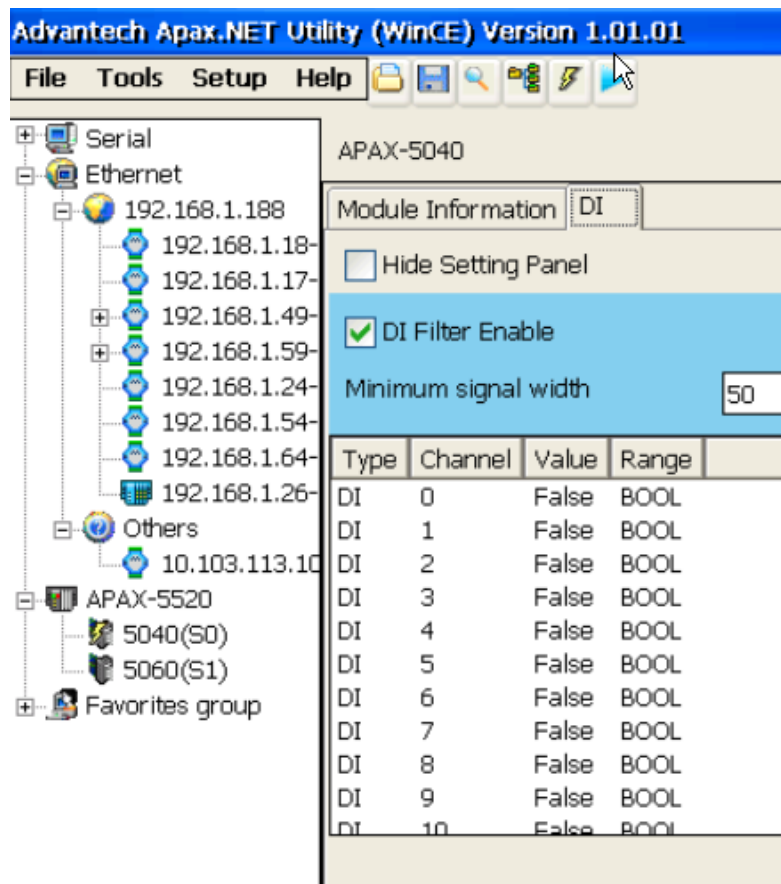 Advantech Apax.NET Utility (WinCE) Version 1.01.01
File Tools Setup Help
Serial
Ethernet
192.168.1.188
192.168.1.18-
192.168.1.17-
192.168.1.49-
192.168.1.59-
192.168.1.24-
192.168.1.54-
192.168.1.64-
192.168.1.26-
Others
10.103.113.10
APAX-5520
5040(S0)
5060(S1)
Favorites group
APAX-5040
Module Information DI
Hide Setting Panel
DI Filter Enable
Minimum signal width 50
Type Channel Value Range
DI 0 False BOOL
DI 1 False BOOL
DI 2 False BOOL
DI 3 False BOOL
DI 4 False BOOL
DI 5 False BOOL
DI 6 False BOOL
DI 7 False BOOL
DI 8 False BOOL
DI 9 False BOOL
DI 10 False BOOL